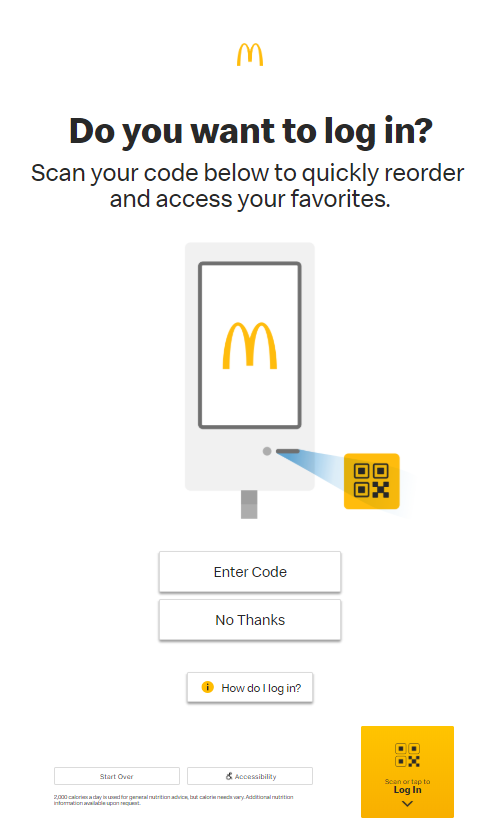 Do you want to log in?
Scan your code below to quickly reorder
and access your favorites.
Enter Code
No Thanks
How do I log in?
Start Over
Accessibility
2,000 calories a day is used for general nutrition advice, but calorie needs vary. Additional nutrition
information available upon request.
Scan or tap to
Log In